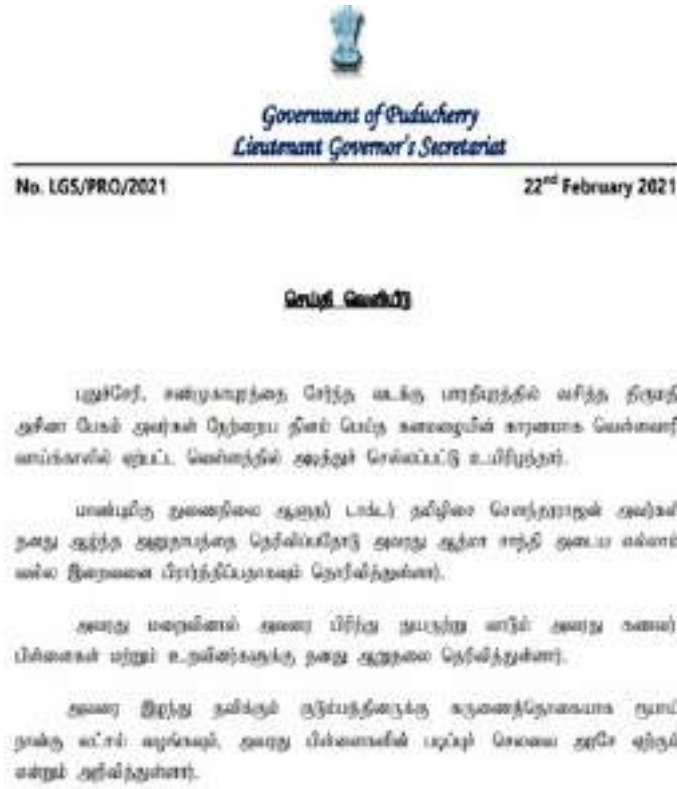 Government of Puducherry
Lieutenant Governor's Secretariat
No. LGS/PRO/2021 22nd February 2021
செய்தி வெளியீடு
புதுச்சேரி, சண்முகாபுரத்தை சேர்ந்த வடக்கு பாரதிபுரத்தில் வசித்த திருமதி
அசீனா பேகம் அவர்கள் நேற்றைய தினம் பெய்த கனமழையின் காரணமாக வெள்ளவாரி
வாய்க்காலில் ஏற்பட்ட வெள்ளத்தில் அடித்துச் செல்லப்பட்டு உயிரிழந்தார்.
மாண்புமிகு துணைநிலை ஆளுநர் டாக்டர் தமிழிசை சௌந்தரராஜன் அவர்கள்
தனது ஆழ்ந்த அனுதாபத்தை தெரிவிப்பதோடு அவரது ஆத்மா சாந்தி அடைய எல்லாம்
வல்ல இறைவனை பிரார்த்திப்பதாகவும் தெரிவித்துள்ளார்.
அவரது மறைவினால் அவரை பிரிந்து துயருற்று வாடும் அவரது கணவர்
பிள்ளைகள் மற்றும் உறவினர்களுக்கு தனது ஆறுதலை தெரிவித்துள்ளார்.
அவரை இழந்து தவிக்கும் குடும்பத்தினருக்கு கருணைத்தொகையாக ரூபாய்
நான்கு லட்சம் வழங்கவும், அவரது பிள்ளைகளின் படிப்புச் செலவை அரசே ஏற்கும்
என்றும் அறிவித்துள்ளார்.